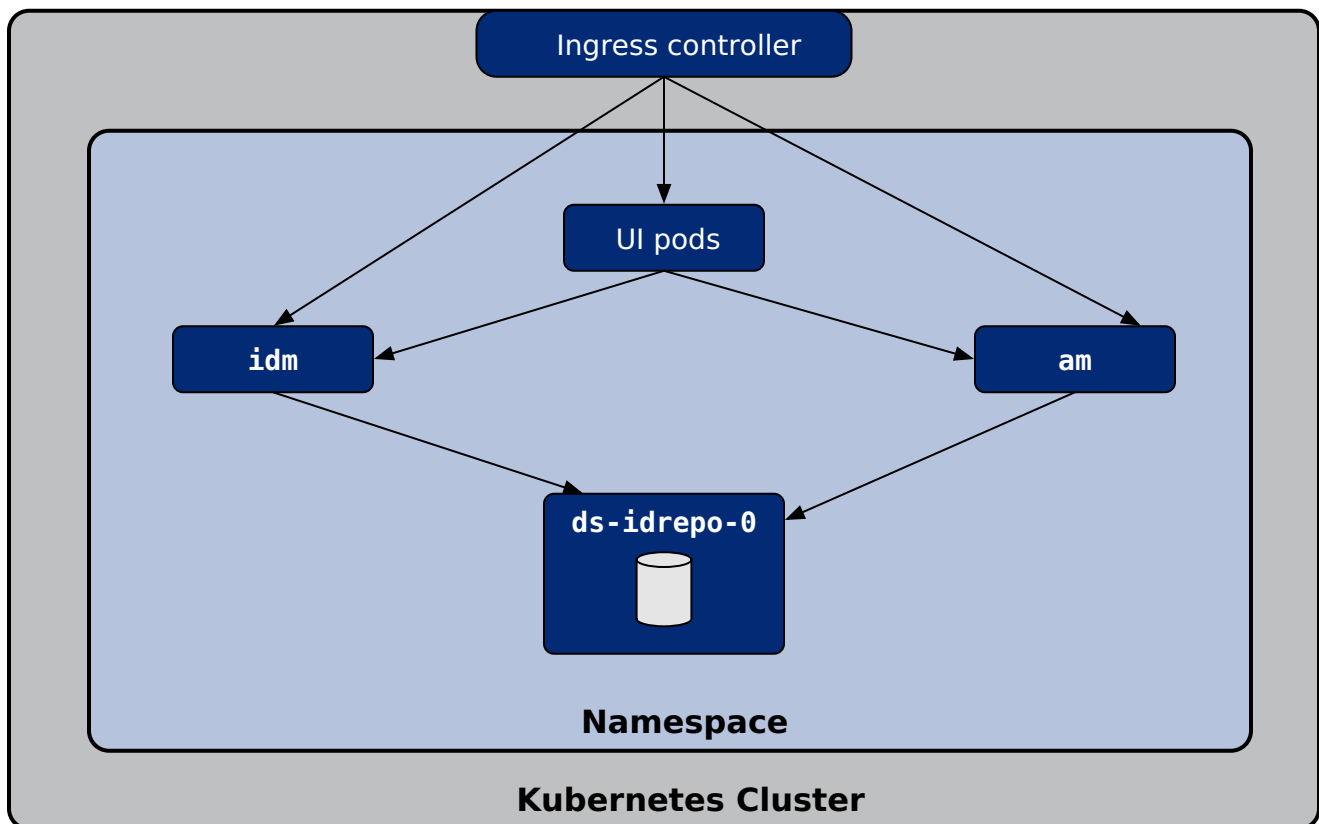 Ingress controller
UI pods
idm
am
ds-idrepo-0
Namespace
Kubernetes Cluster